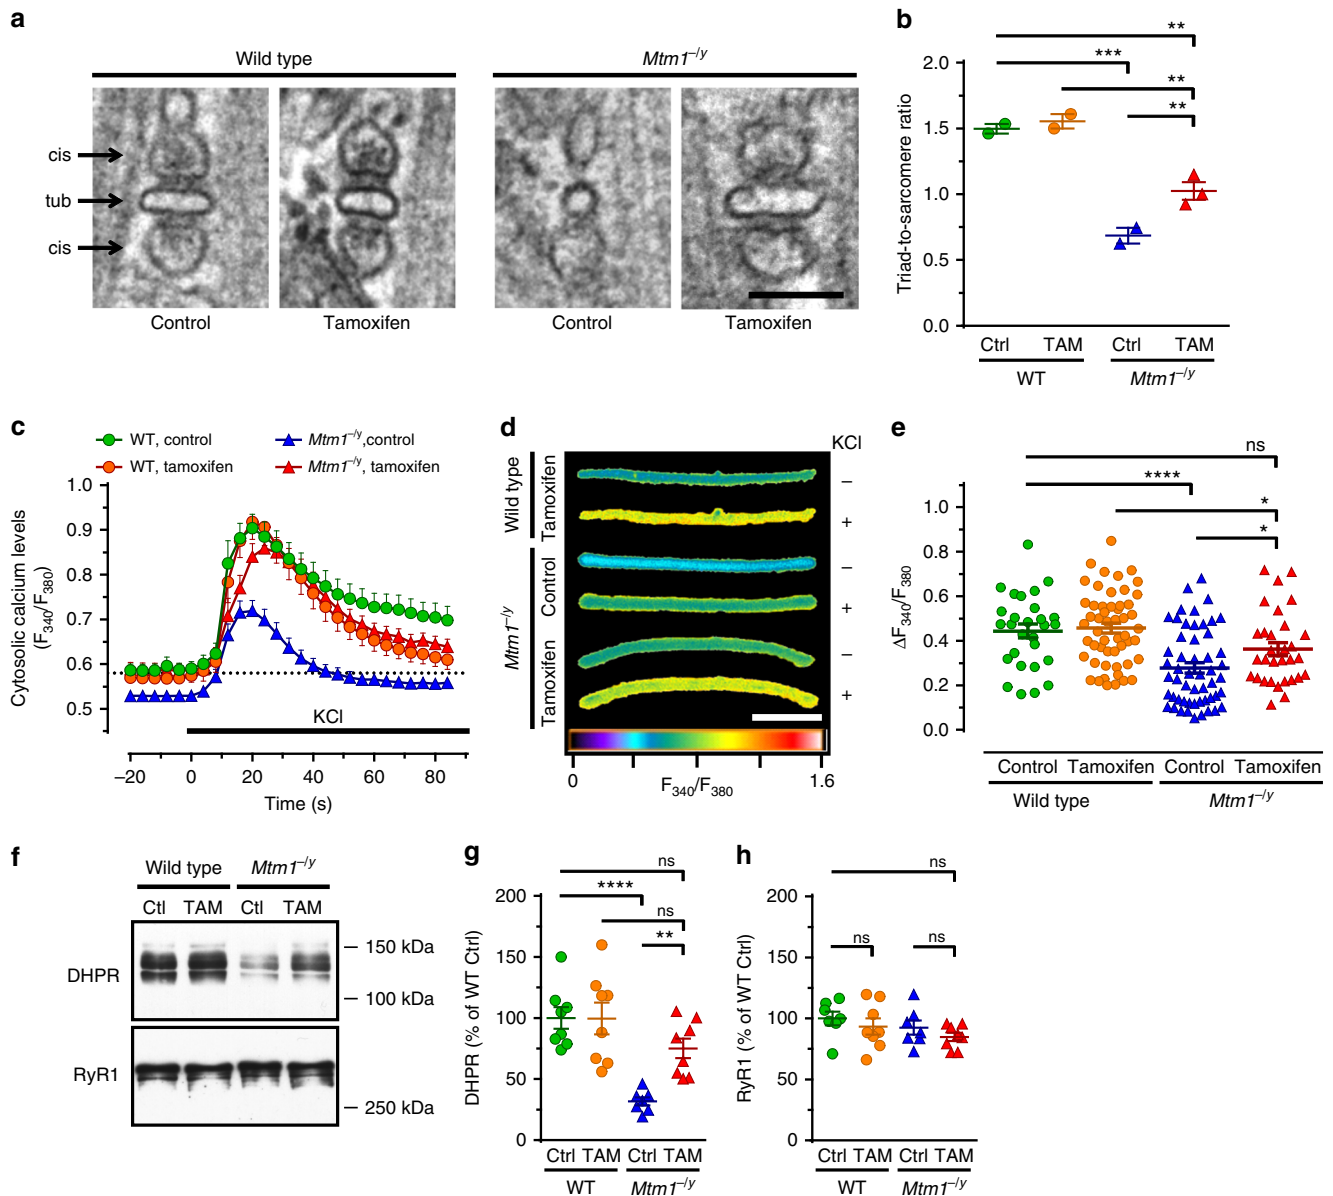 a
Wild type
Mtm1⁻/ʸ
cis
tub
cis
Control
Tamoxifen
Control
Tamoxifen
b
Triad-to-sarcomere ratio
2.0
1.5
1.0
0.5
0.0
**
***
**
**
Ctrl
TAM
Ctrl
TAM
WT
Mtm1⁻/ʸ
c
WT, control
Mtm1⁻/ʸ,control
WT, tamoxifen
Mtm1⁻/ʸ, tamoxifen
Cytosolic calcium levels
(F₃₄₀/F₃₈₀)
1.0
0.9
0.8
0.7
0.6
0.5
KCl
–20
0
20
40
60
80
Time (s)
d
KCl
Wild type
Tamoxifen
–
+
Mtm1⁻/ʸ
Control
–
+
Tamoxifen
–
+
0
F₃₄₀/F₃₈₀
1.6
e
ns
****
*
*
ΔF₃₄₀/F₃₈₀
1.0
0.8
0.6
0.4
0.2
0.0
Control
Tamoxifen
Control
Tamoxifen
Wild type
Mtm1⁻/ʸ
f
Wild type
Mtm1⁻/ʸ
Ctl
TAM
Ctl
TAM
DHPR
150 kDa
100 kDa
RyR1
250 kDa
g
ns
****
ns
**
DHPR (% of WT Ctrl)
200
150
100
50
0
Ctrl
TAM
Ctrl
TAM
WT
Mtm1⁻/ʸ
h
ns
ns
ns
RyR1 (% of WT Ctrl)
200
150
100
50
0
Ctrl
TAM
Ctrl
TAM
WT
Mtm1⁻/ʸ